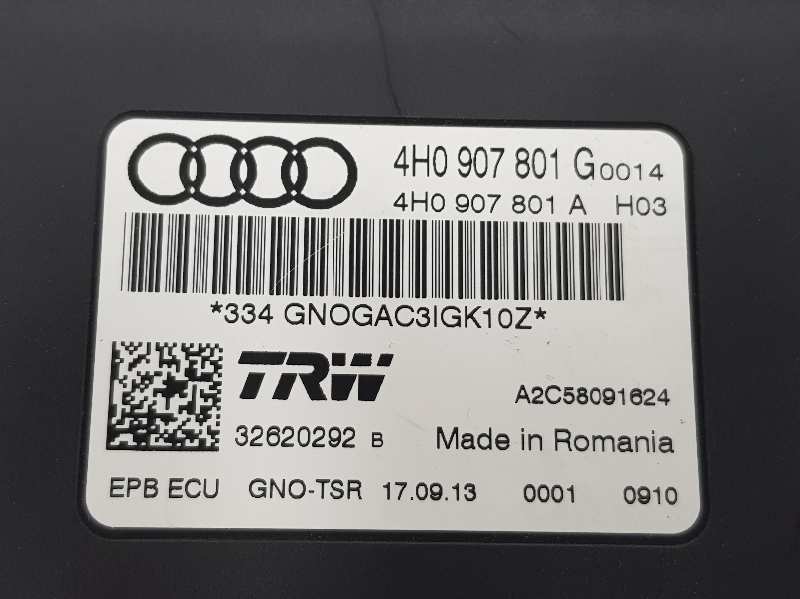 4H0 907 801 G 0014
4H0 907 801 A H03
*334 GNOGAC3IGK10Z*
TRW
A2C58091624
32620292 B Made in Romania
EPB ECU GNO-TSR 17.09.13 0001 0910